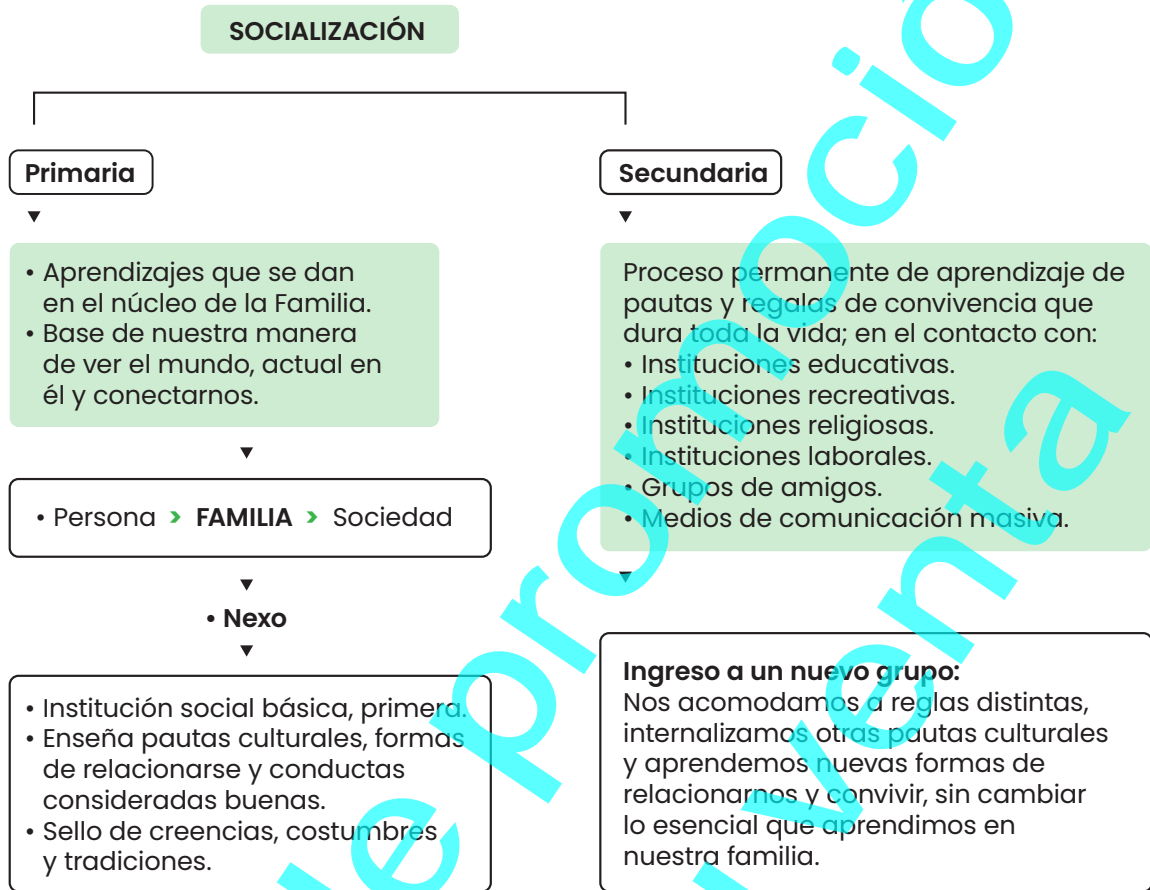 SOCIALIZACIÓN
Primaria
• Aprendizajes que se dan
en el núcleo de la Familia.
• Base de nuestra manera
de ver el mundo, actual en
él y conectarnos.
• Persona > FAMILIA > Sociedad
• Nexo
• Institución social básica, primera.
• Enseña pautas culturales, formas
de relacionarse y conductas
consideradas buenas.
• Sello de creencias, costumbres
y tradiciones.
Secundaria
Proceso permanente de aprendizaje de
pautas y regalas de convivencia que
dura toda la vida; en el contacto con:
• Instituciones educativas.
• Instituciones recreativas.
• Instituciones religiosas.
• Instituciones laborales.
• Grupos de amigos.
• Medios de comunicación masiva.
Ingreso a un nuevo grupo:
Nos acomodamos a reglas distintas,
internalizamos otras pautas culturales
y aprendemos nuevas formas de
relacionarnos y convivir, sin cambiar
lo esencial que aprendimos en
nuestra familia.
de promoció
venta